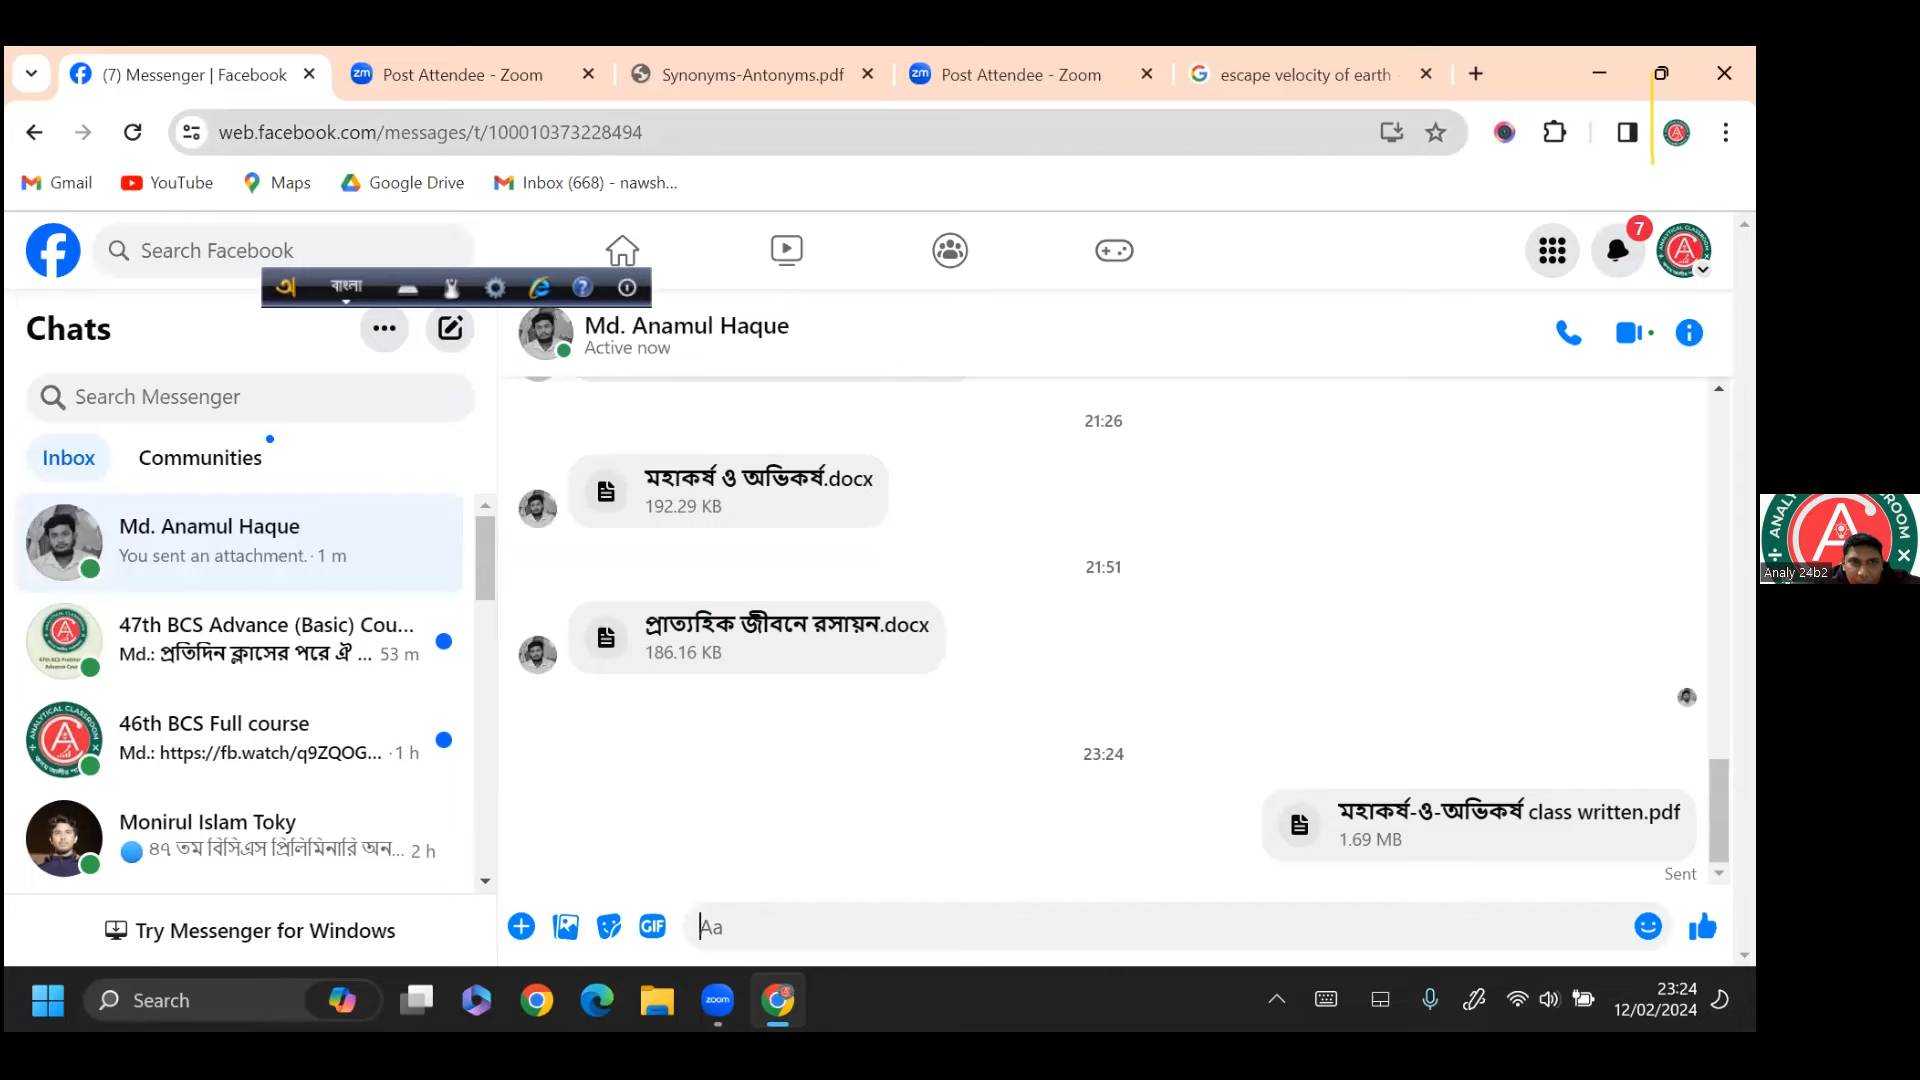 (7) Messenger | Facebook
Post Attendee - Zoom
Synonyms-Antonyms.pdf
Post Attendee - Zoom
escape velocity of earth
web.facebook.com/messages/t/100010373228494
Gmail
YouTube
Maps
Google Drive
Inbox (668) - nawsh...
Search Facebook
7
বাংলা
Chats
Md. Anamul Haque
Active now
Search Messenger
Inbox
Communities
Md. Anamul Haque
You sent an attachment. · 1 m
47th BCS Advance (Basic) Cou...
Md.: প্রতিদিন ক্লাসের পরে ঐ ... 53 m
46th BCS Full course
Md.: https://fb.watch/q9ZQOG... · 1 h
Monirul Islam Toky
৪৭ তম বিসিএস প্রিলিমিনারি অন... 2 h
Try Messenger for Windows
21:26
মহাকর্ষ ও অভিকর্ষ.docx
192.29 KB
21:51
প্রাত্যহিক জীবনে রসায়ন.docx
186.16 KB
23:24
মহাকর্ষ-ও-অভিকর্ষ class written.pdf
1.69 MB
Sent
GIF
Aa
Search
zoom
23:24
12/02/2024
Analy 24b2